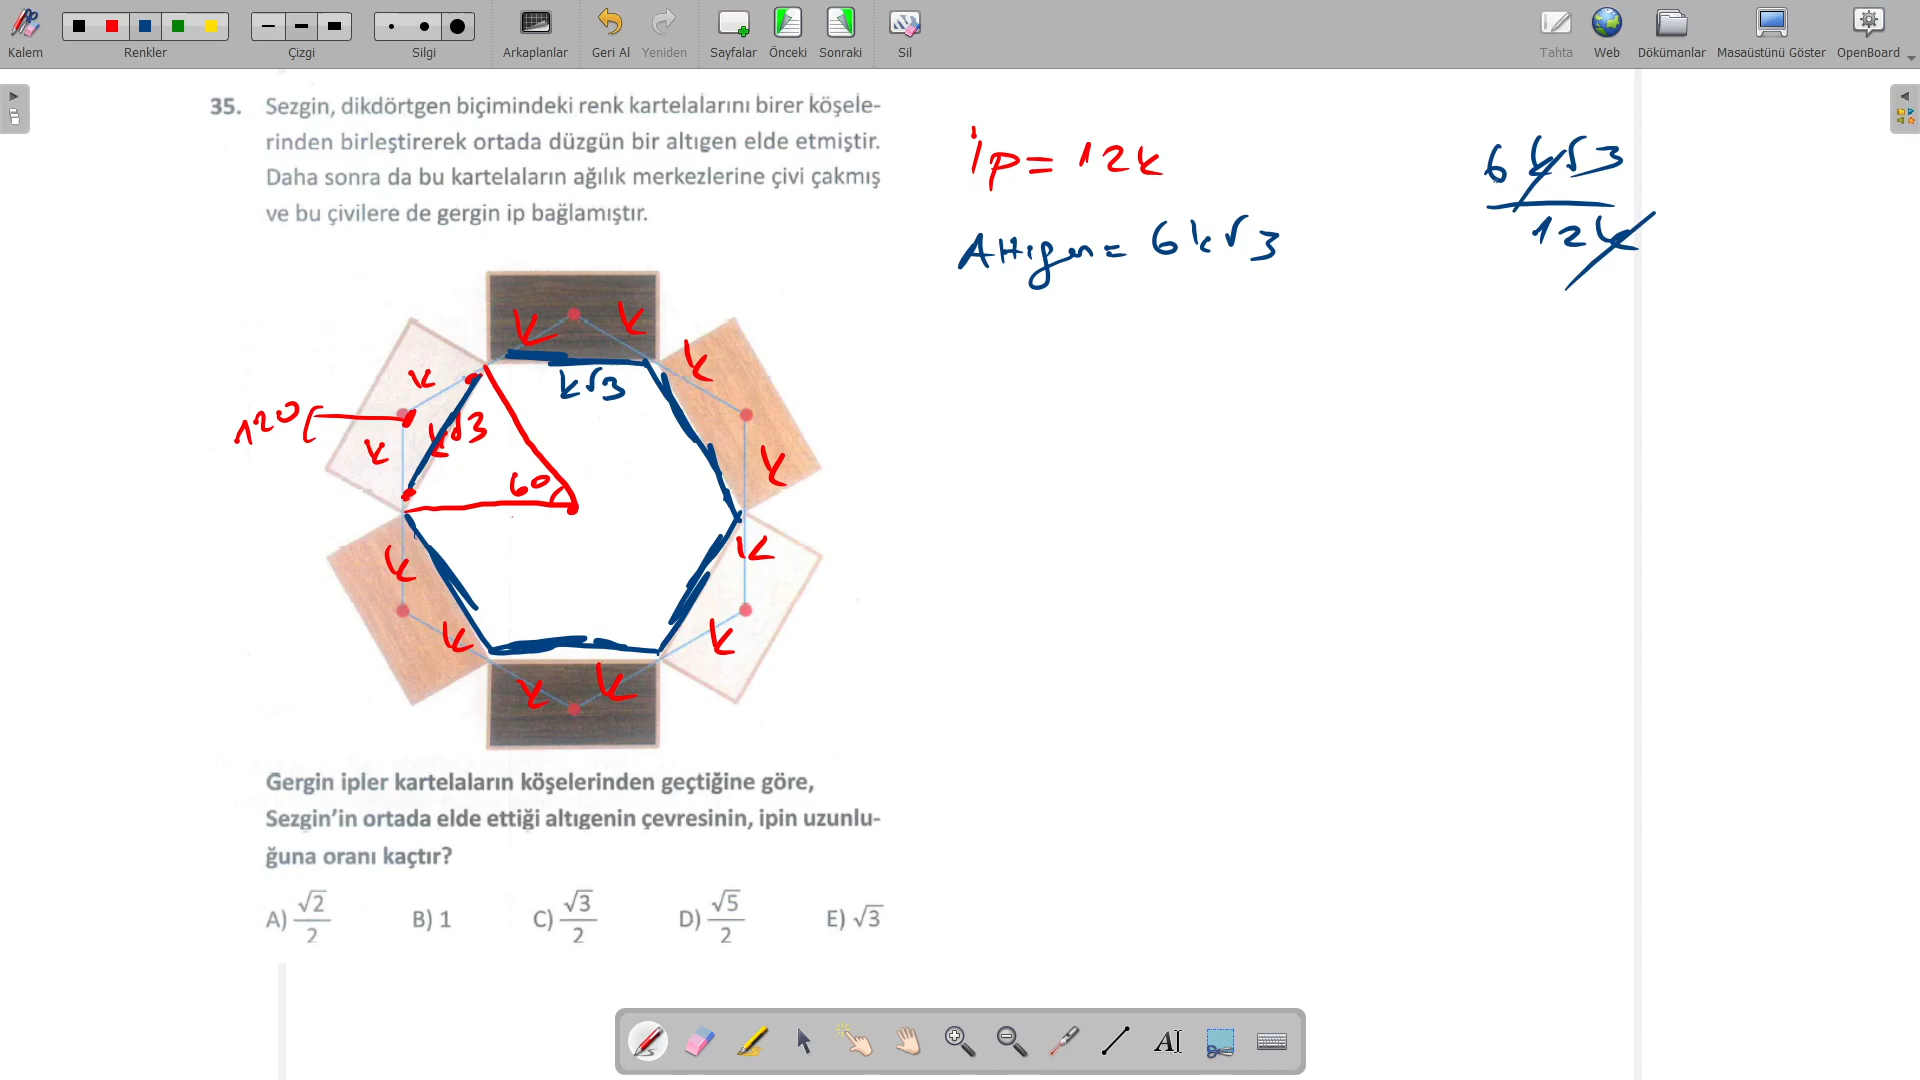 Kalem
Renkler
Çizgi
Silgi
Arkaplanlar
Geri Al
Yeniden
Sayfalar
Önceki
Sonraki
Sil
Tahta
Web
Dökümanlar
Masaüstünü Göster
OpenBoard
35. Sezgin, dikdörtgen biçimindeki renk kartelalarını birer köşele-
rinden birleştirerek ortada düzgün bir altıgen elde etmiştir.
Daha sonra da bu kartelaların ağılık merkezlerine çivi çakmış
ve bu çivilere de gergin ip bağlamıştır.
İp = 12k
Altıgen = 6k√3
6k√3
12k
k
k
k
k
k√3
k
120
k√3
k
60
k
k
k
k
k
k
k
Gergin ipler kartelaların köşelerinden geçtiğine göre,
Sezgin'in ortada elde ettiği altıgenin çevresinin, ipin uzunlu-
ğuna oranı kaçtır?
A) √2/2 B) 1 C) √3/2 D) √5/2 E) √3